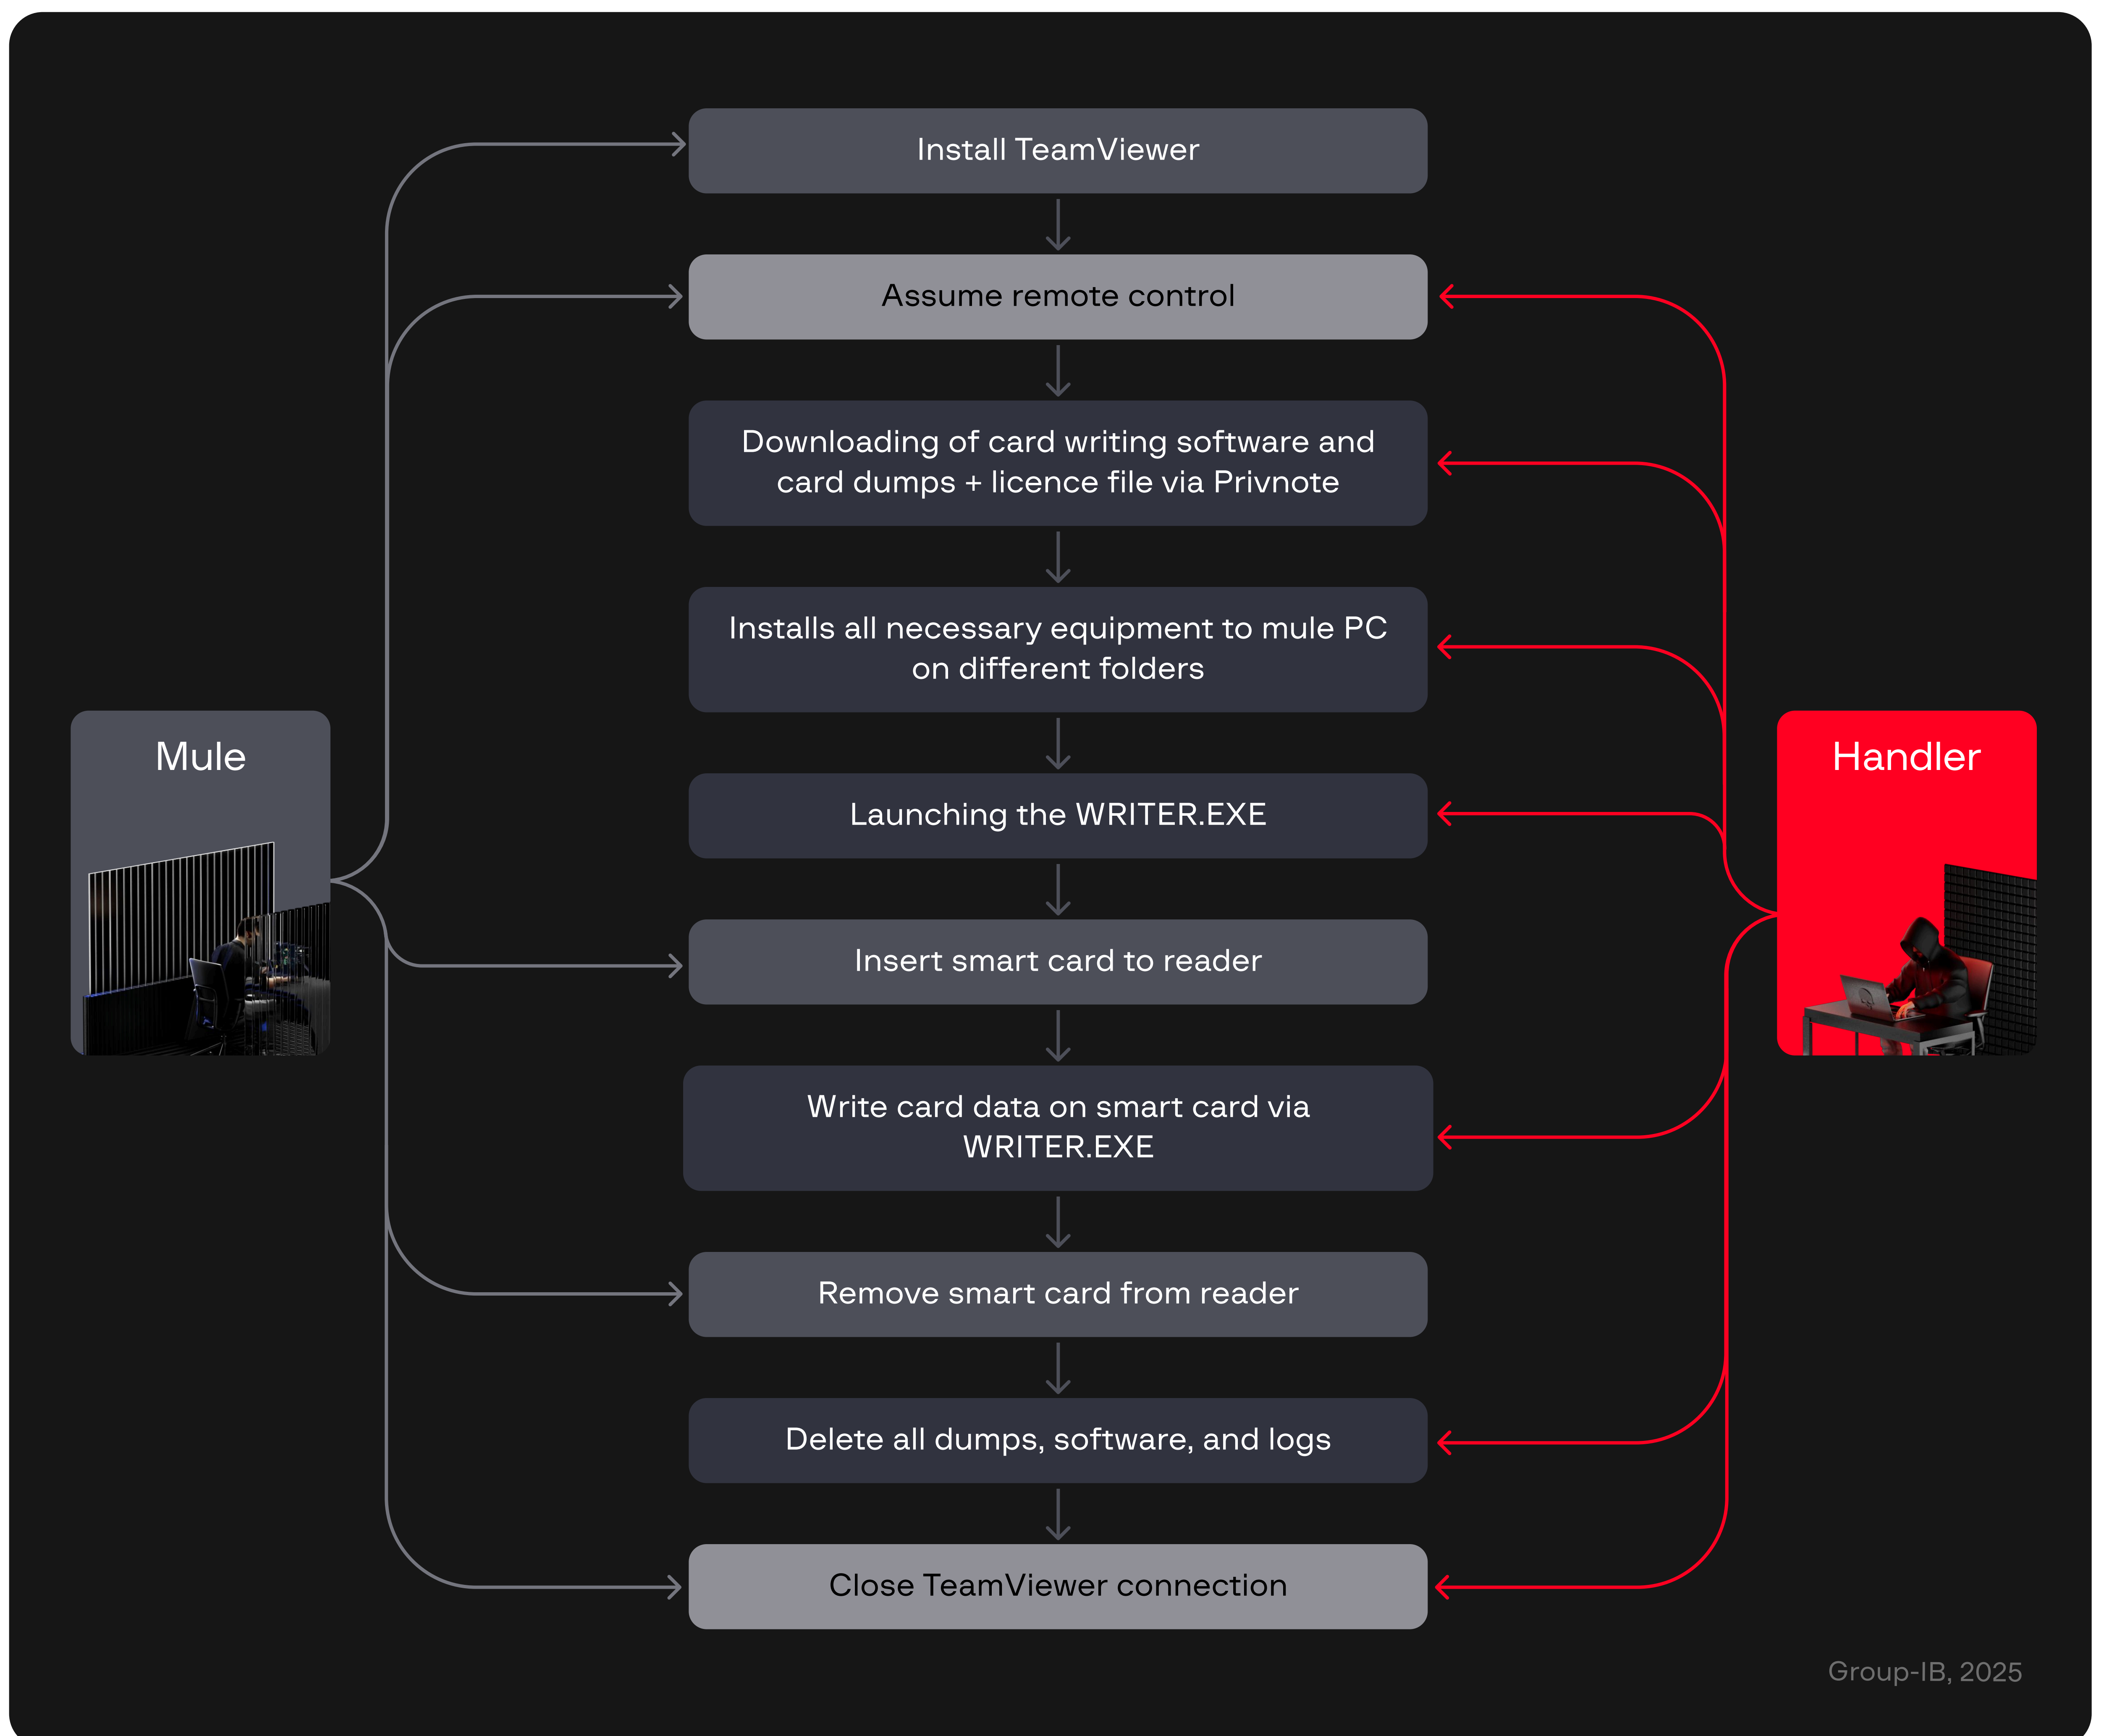 Install TeamViewer
Assume remote control
Downloading of card writing software and
card dumps + licence file via Privnote
Installs all necessary equipment to mule PC
on different folders
Mule
Handler
Launching the WRITER.EXE
Insert smart card to reader
Write card data on smart card via
WRITER.EXE
Remove smart card from reader
Delete all dumps, software, and logs
Close TeamViewer connection
Group-IB, 2025